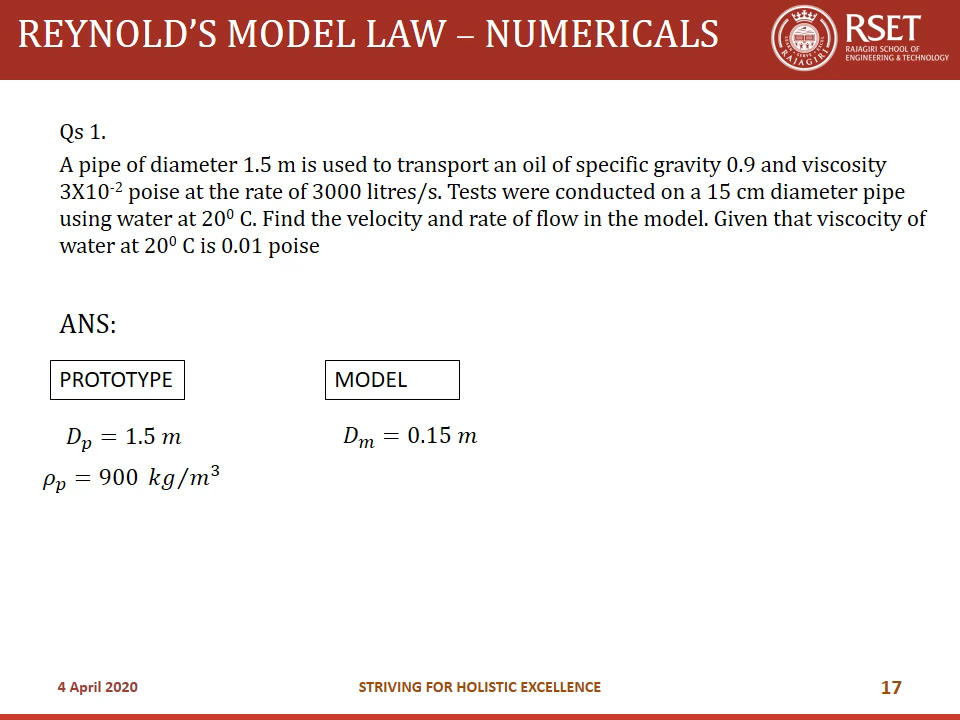 REYNOLD'S MODEL LAW – NUMERICALS
RSET
RAJAGIRI SCHOOL OF
ENGINEERING & TECHNOLOGY
RAJAGIRI
Qs 1.
A pipe of diameter 1.5 m is used to transport an oil of specific gravity 0.9 and viscosity
3X10⁻² poise at the rate of 3000 litres/s. Tests were conducted on a 15 cm diameter pipe
using water at 20⁰ C. Find the velocity and rate of flow in the model. Given that viscocity of
water at 20⁰ C is 0.01 poise
ANS:
PROTOTYPE
MODEL
𝐷ₚ = 1.5 𝑚
𝐷ₘ = 0.15 𝑚
𝜌ₚ = 900 𝑘𝑔/𝑚³
4 April 2020
STRIVING FOR HOLISTIC EXCELLENCE
17